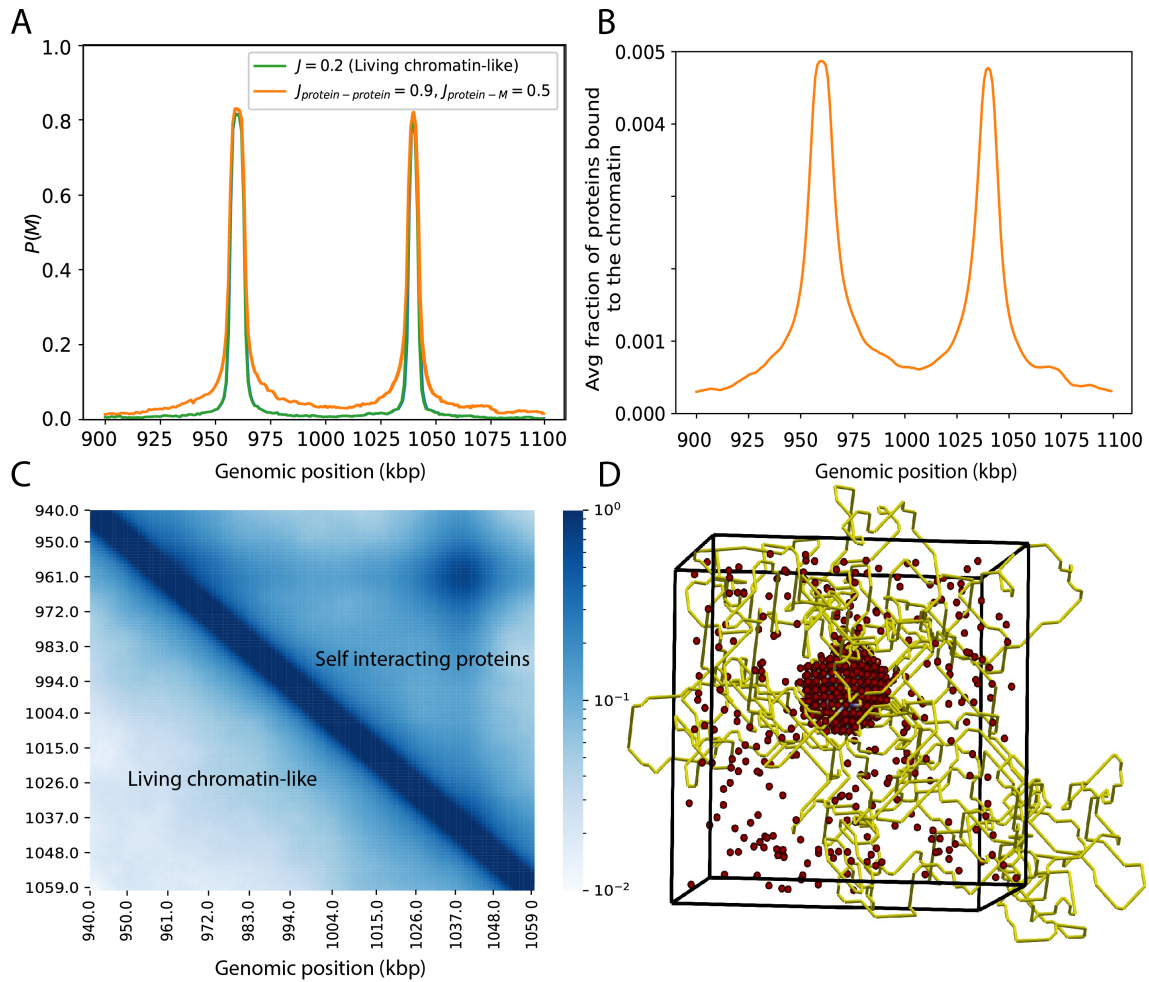 A
1.0
0.8
0.6
0.4
0.2
0.0
P(M)
J = 0.2 (Living chromatin-like)
J_{protein-protein} = 0.9, J_{protein-M} = 0.5
900 925 950 975 1000 1025 1050 1075 1100
Genomic position (kbp)
B
0.005
0.004
0.001
0.000
Avg fraction of proteins bound
to the chromatin
900 925 950 975 1000 1025 1050 1075 1100
Genomic position (kbp)
C
940.0
950.0
961.0
972.0
983.0
994.0
1004.0
1015.0
1026.0
1037.0
1048.0
1059.0
Self interacting proteins
Living chromatin-like
940.0 950.0 961.0 972.0 983.0 994.0 1004.0 1015.0 1026.0 1037.0 1048.0 1059.0
Genomic position (kbp)
10⁰
10⁻¹
10⁻²
D